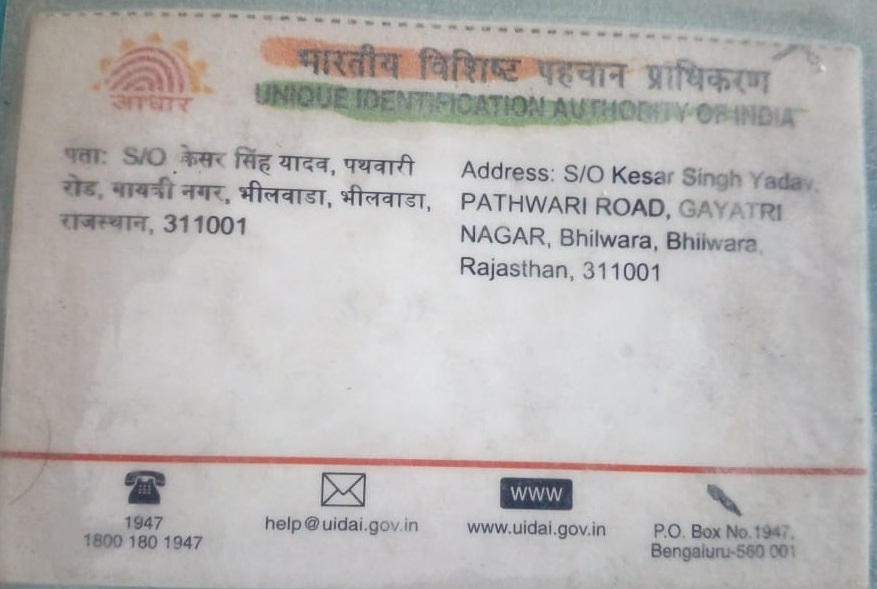 आधार
भारतीय विशिष्ट पहचान प्राधिकरण
UNIQUE IDENTIFICATION AUTHORITY OF INDIA
पता: S/O केसर सिंह यादव, पथवारी
रोड, गायत्री नगर, भीलवाडा, भीलवाडा,
राजस्थान, 311001
Address: S/O Kesar Singh Yadav,
PATHWARI ROAD, GAYATRI
NAGAR, Bhilwara, Bhilwara,
Rajasthan, 311001
1947
1800 180 1947
help@uidai.gov.in
WWW
www.uidai.gov.in
P.O. Box No.1947,
Bengaluru-560 001